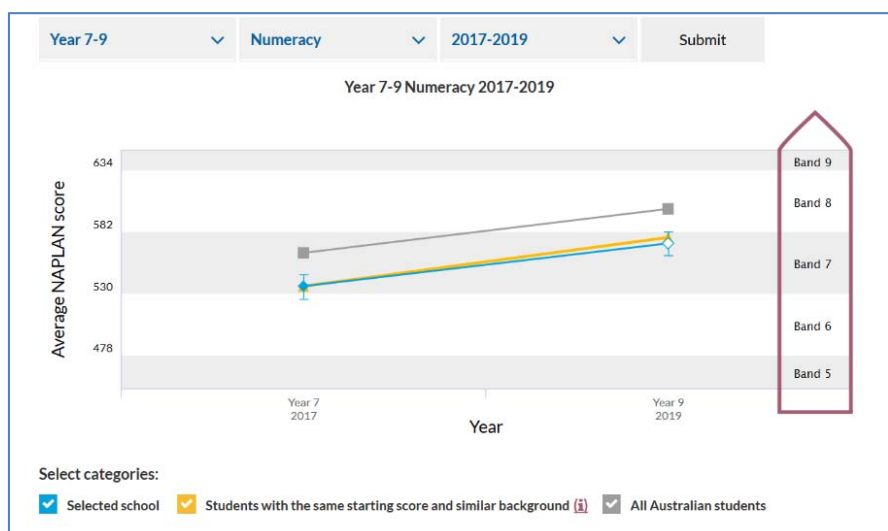 Year 7-9 Numeracy 2017-2019 Submit
Year 7-9 Numeracy 2017-2019
Average NAPLAN score
634
582
530
478
Band 9
Band 8
Band 7
Band 6
Band 5
Year 7
2017
Year 9
2019
Year
Select categories:
Selected school Students with the same starting score and similar background [i] All Australian students